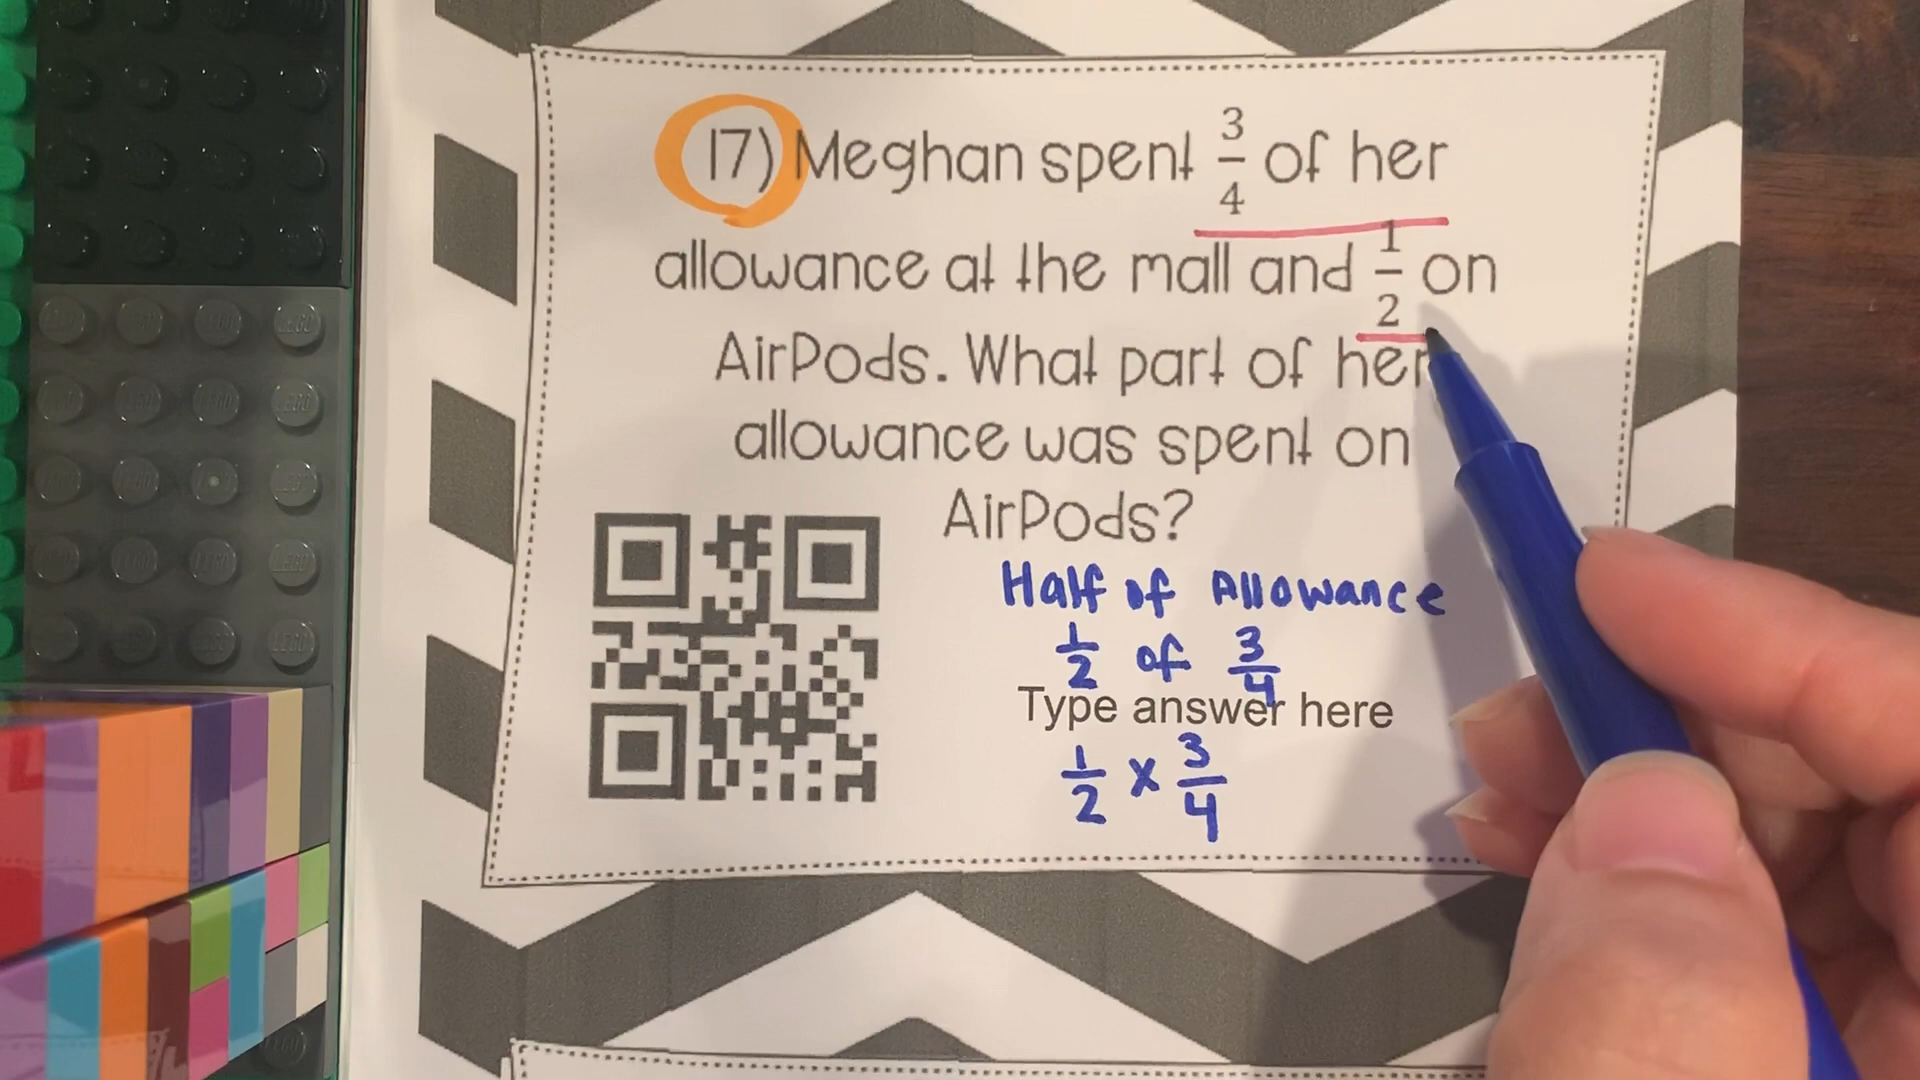 17) Meghan spent 3/4 of her
allowance at the mall and 1/2 on
AirPods. What part of her
allowance was spent on
AirPods?
Half of Allowance
1/2 of 3/4
Type answer here
1/2 x 3/4
LEGO